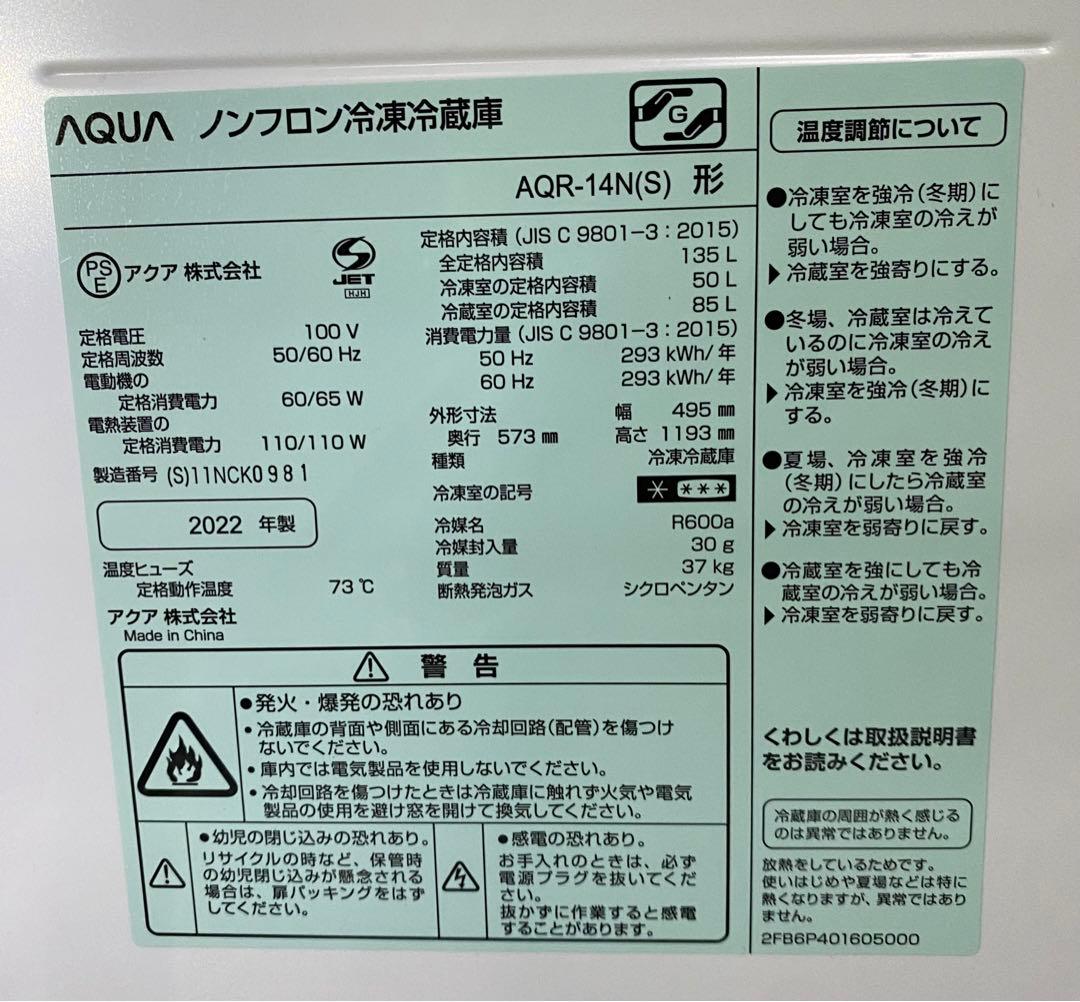 AQUA ノンフロン冷凍冷蔵庫
G
AQR-14N(S) 形
PS
E
アクア 株式会社
S
JET
HJH
定格電圧 100 V
定格周波数 50/60 Hz
電動機の
定格消費電力 60/65 W
電熱装置の
定格消費電力 110/110 W
製造番号 (S)11NCK0981
2022 年製
温度ヒューズ
定格動作温度 73 ℃
アクア 株式会社
Made in China
定格内容積 (JIS C 9801-3:2015)
全定格内容積 135 L
冷凍室の定格内容積 50 L
冷蔵室の定格内容積 85 L
消費電力量 (JIS C 9801-3:2015)
50 Hz 293 kWh/年
60 Hz 293 kWh/年
外形寸法 幅 495 ㎜
奥行 573 ㎜ 高さ 1193 ㎜
種類 冷凍冷蔵庫
冷凍室の記号 * ***
冷媒名 R600a
冷媒封入量 30 g
質量 37 kg
断熱発泡ガス シクロペンタン
⚠ 警 告
●発火・爆発の恐れあり
・冷蔵庫の背面や側面にある冷却回路(配管)を傷つけ
ないでください。
・庫内では電気製品を使用しないでください。
・冷却回路を傷つけたときは冷蔵庫に触れず火気や電気
製品の使用を避け窓を開けて換気してください。
●幼児の閉じ込みの恐れあり。
リサイクルの時など、保管時
の幼児閉じ込みが懸念される
場合は、扉パッキングをはず
してください。
●感電の恐れあり。
お手入れのときは、必ず
電源プラグを抜いてくだ
さい。
抜かずに作業すると感電
することがあります。
温度調節について
●冷凍室を強冷(冬期)に
しても冷凍室の冷えが
弱い場合。
▶冷蔵室を強寄りにする。
●冬場、冷蔵室は冷えて
いるのに冷凍室の冷え
が弱い場合。
▶冷凍室を強冷(冬期)に
する。
●夏場、冷凍室を強冷
(冬期)にしたら冷蔵室
の冷えが弱い場合。
▶冷凍室を弱寄りに戻す。
●冷蔵室を強にしても冷
蔵室の冷えが弱い場合。
▶冷凍室を弱寄りに戻す。
くわしくは取扱説明書
をお読みください。
冷蔵庫の周囲が熱く感じる
のは異常ではありません。
放熱をしているためです。
使いはじめや夏場などは特に
熱くなりますが、異常ではあり
ません。
2FB6P401605000